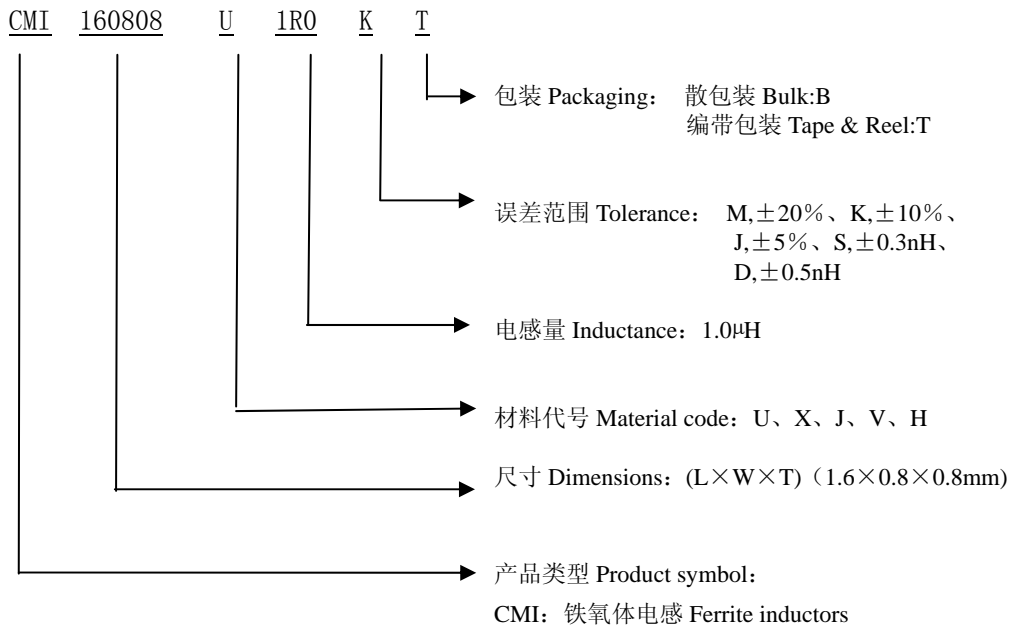 CMI 160808 U 1R0 K T
包装 Packaging： 散包装 Bulk:B
编带包装 Tape & Reel:T
误差范围 Tolerance： M,±20％、K,±10％、
J,±5％、S,±0.3nH、
D,±0.5nH
电感量 Inductance：1.0μH
材料代号 Material code：U、X、J、V、H
尺寸 Dimensions：(L×W×T)（1.6×0.8×0.8mm)
产品类型 Product symbol：
CMI：铁氧体电感 Ferrite inductors